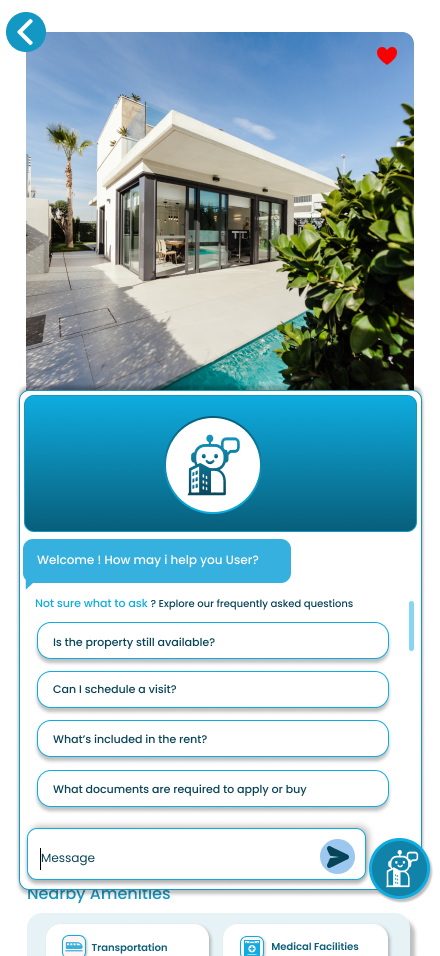 Welcome ! How may i help you User?
Not sure what to ask ? Explore our frequently asked questions
Is the property still available?
Can I schedule a visit?
What's included in the rent?
What documents are required to apply or buy
Message
Nearby Amenities
Transportation
Medical Facilities